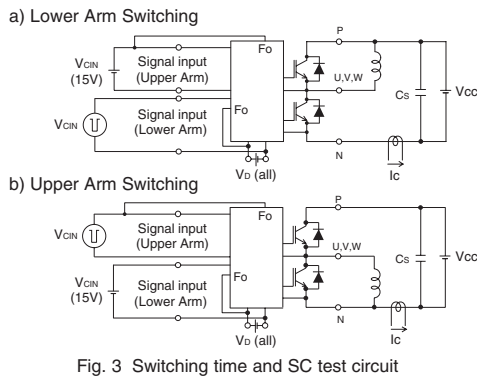 a) Lower Arm Switching
P
Fo
VCIN
(15V)
Signal input
(Upper Arm)
U,V,W
Signal input
(Lower Arm)
Fo
VCIN
CS
VCC
N
VD (all)
IC
b) Upper Arm Switching
P
Fo
VCIN
Signal input
(Upper Arm)
U,V,W
VCIN
(15V)
Signal input
(Lower Arm)
Fo
CS
VCC
N
VD (all)
IC
Fig. 3 Switching time and SC test circuit